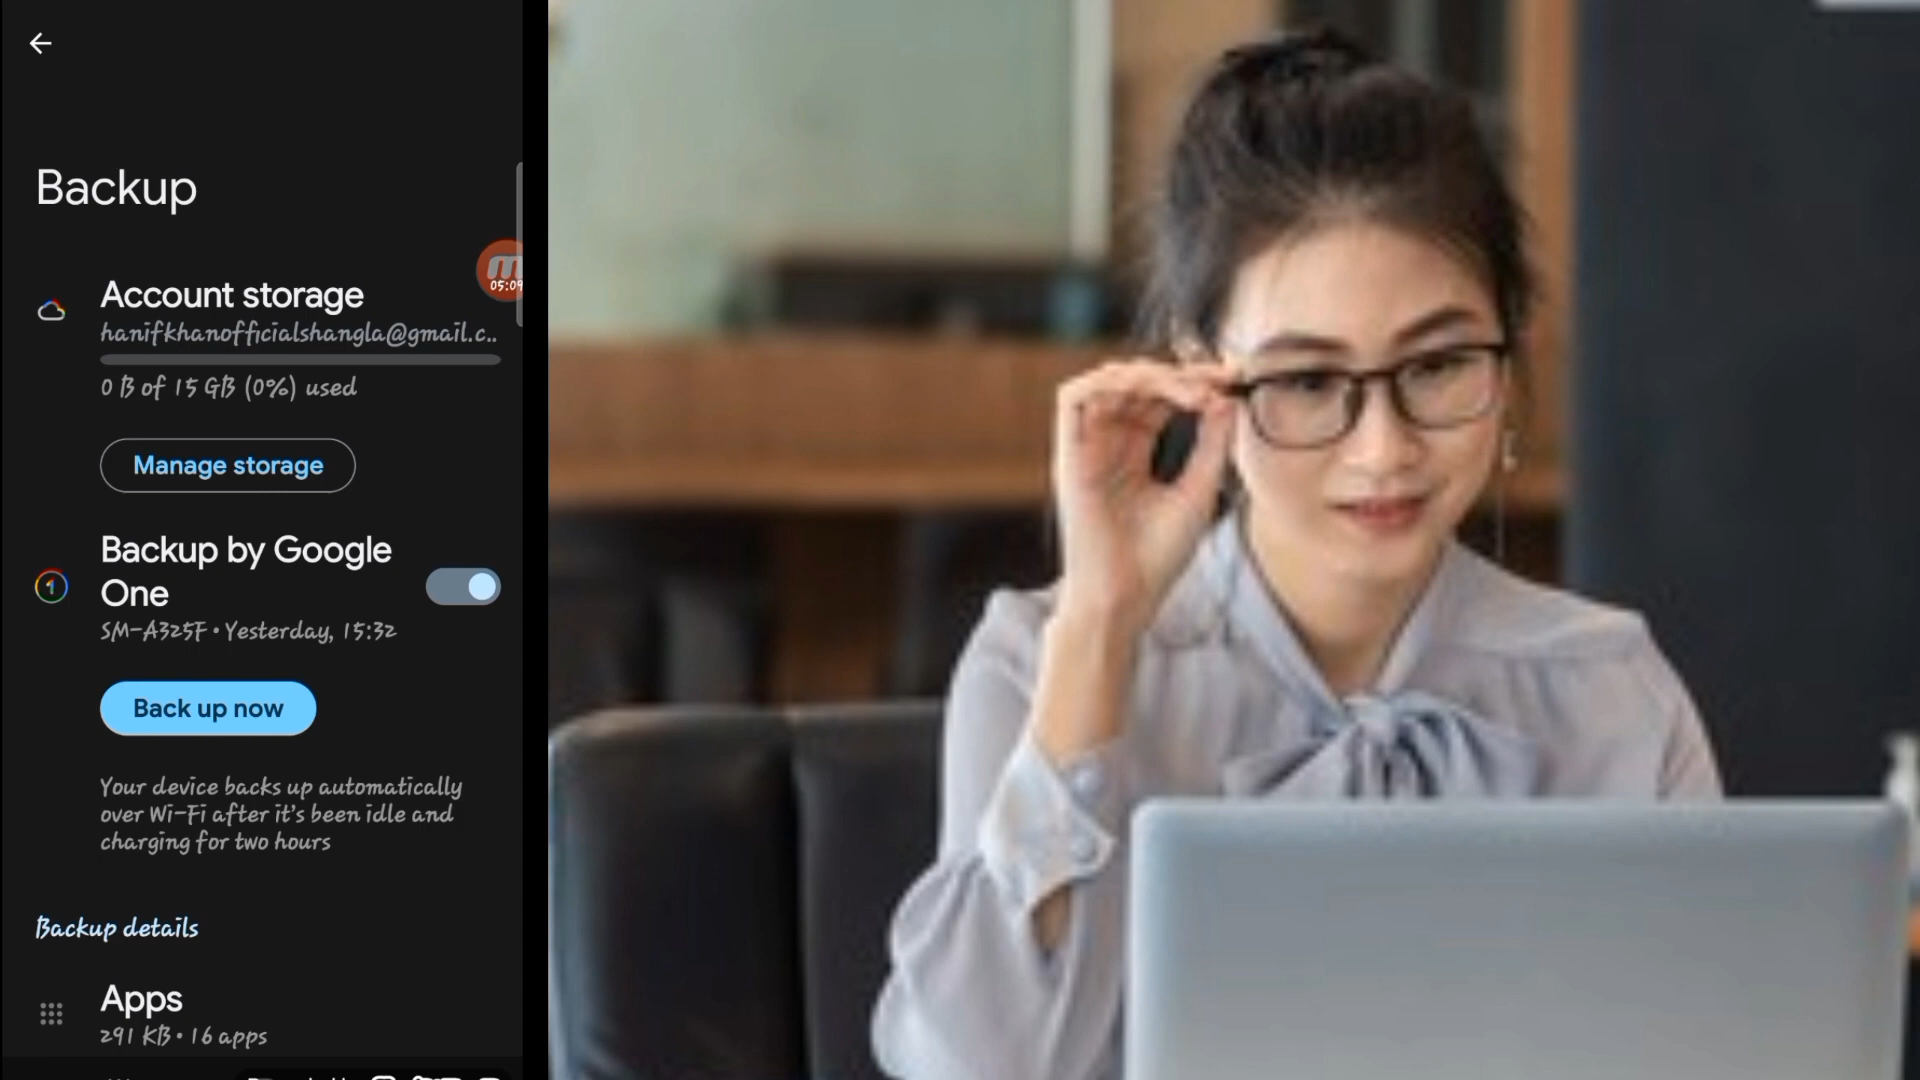 Backup
Account storage
hanifkhanofficialshangla@gmail.c..
0 B of 15 GB (0%) used
05:09
Manage storage
Backup by Google
One
SM-A325F • Yesterday, 15:32
Back up now
Your device backs up automatically
over Wi-Fi after it's been idle and
charging for two hours
Backup details
Apps
291 KB • 16 apps